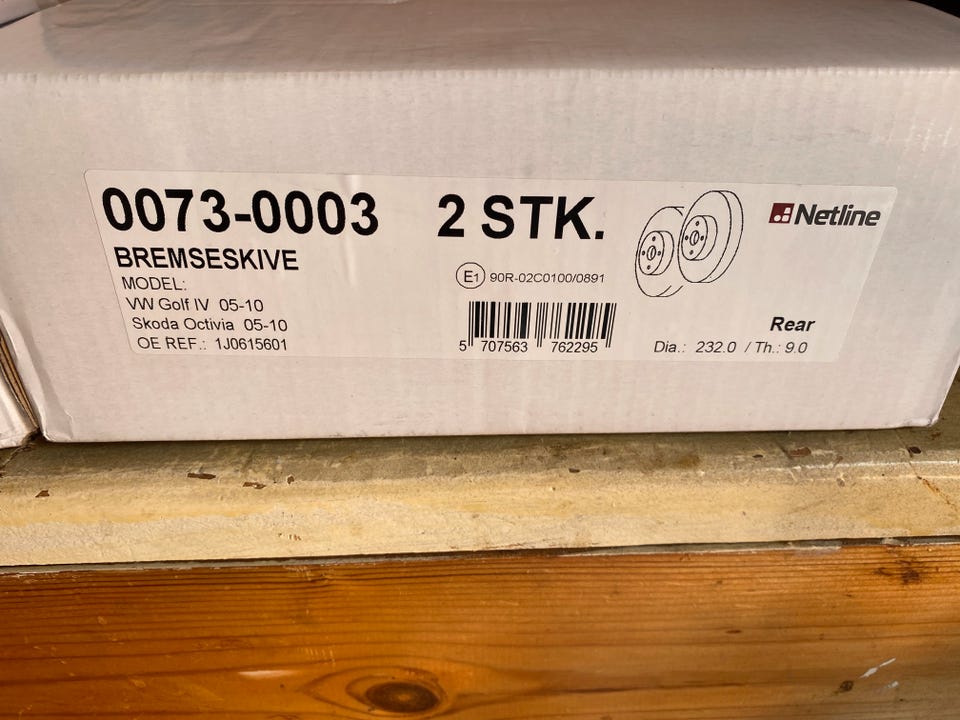 0073-0003 2 STK.
Netline
BREMSESKIVE
MODEL:
VW Golf IV 05-10
Skoda Octivia 05-10
OE REF.: 1J0615601
E1 90R-02C0100/0891
5 707563 762295
Rear
Dia.: 232.0 / Th.: 9.0